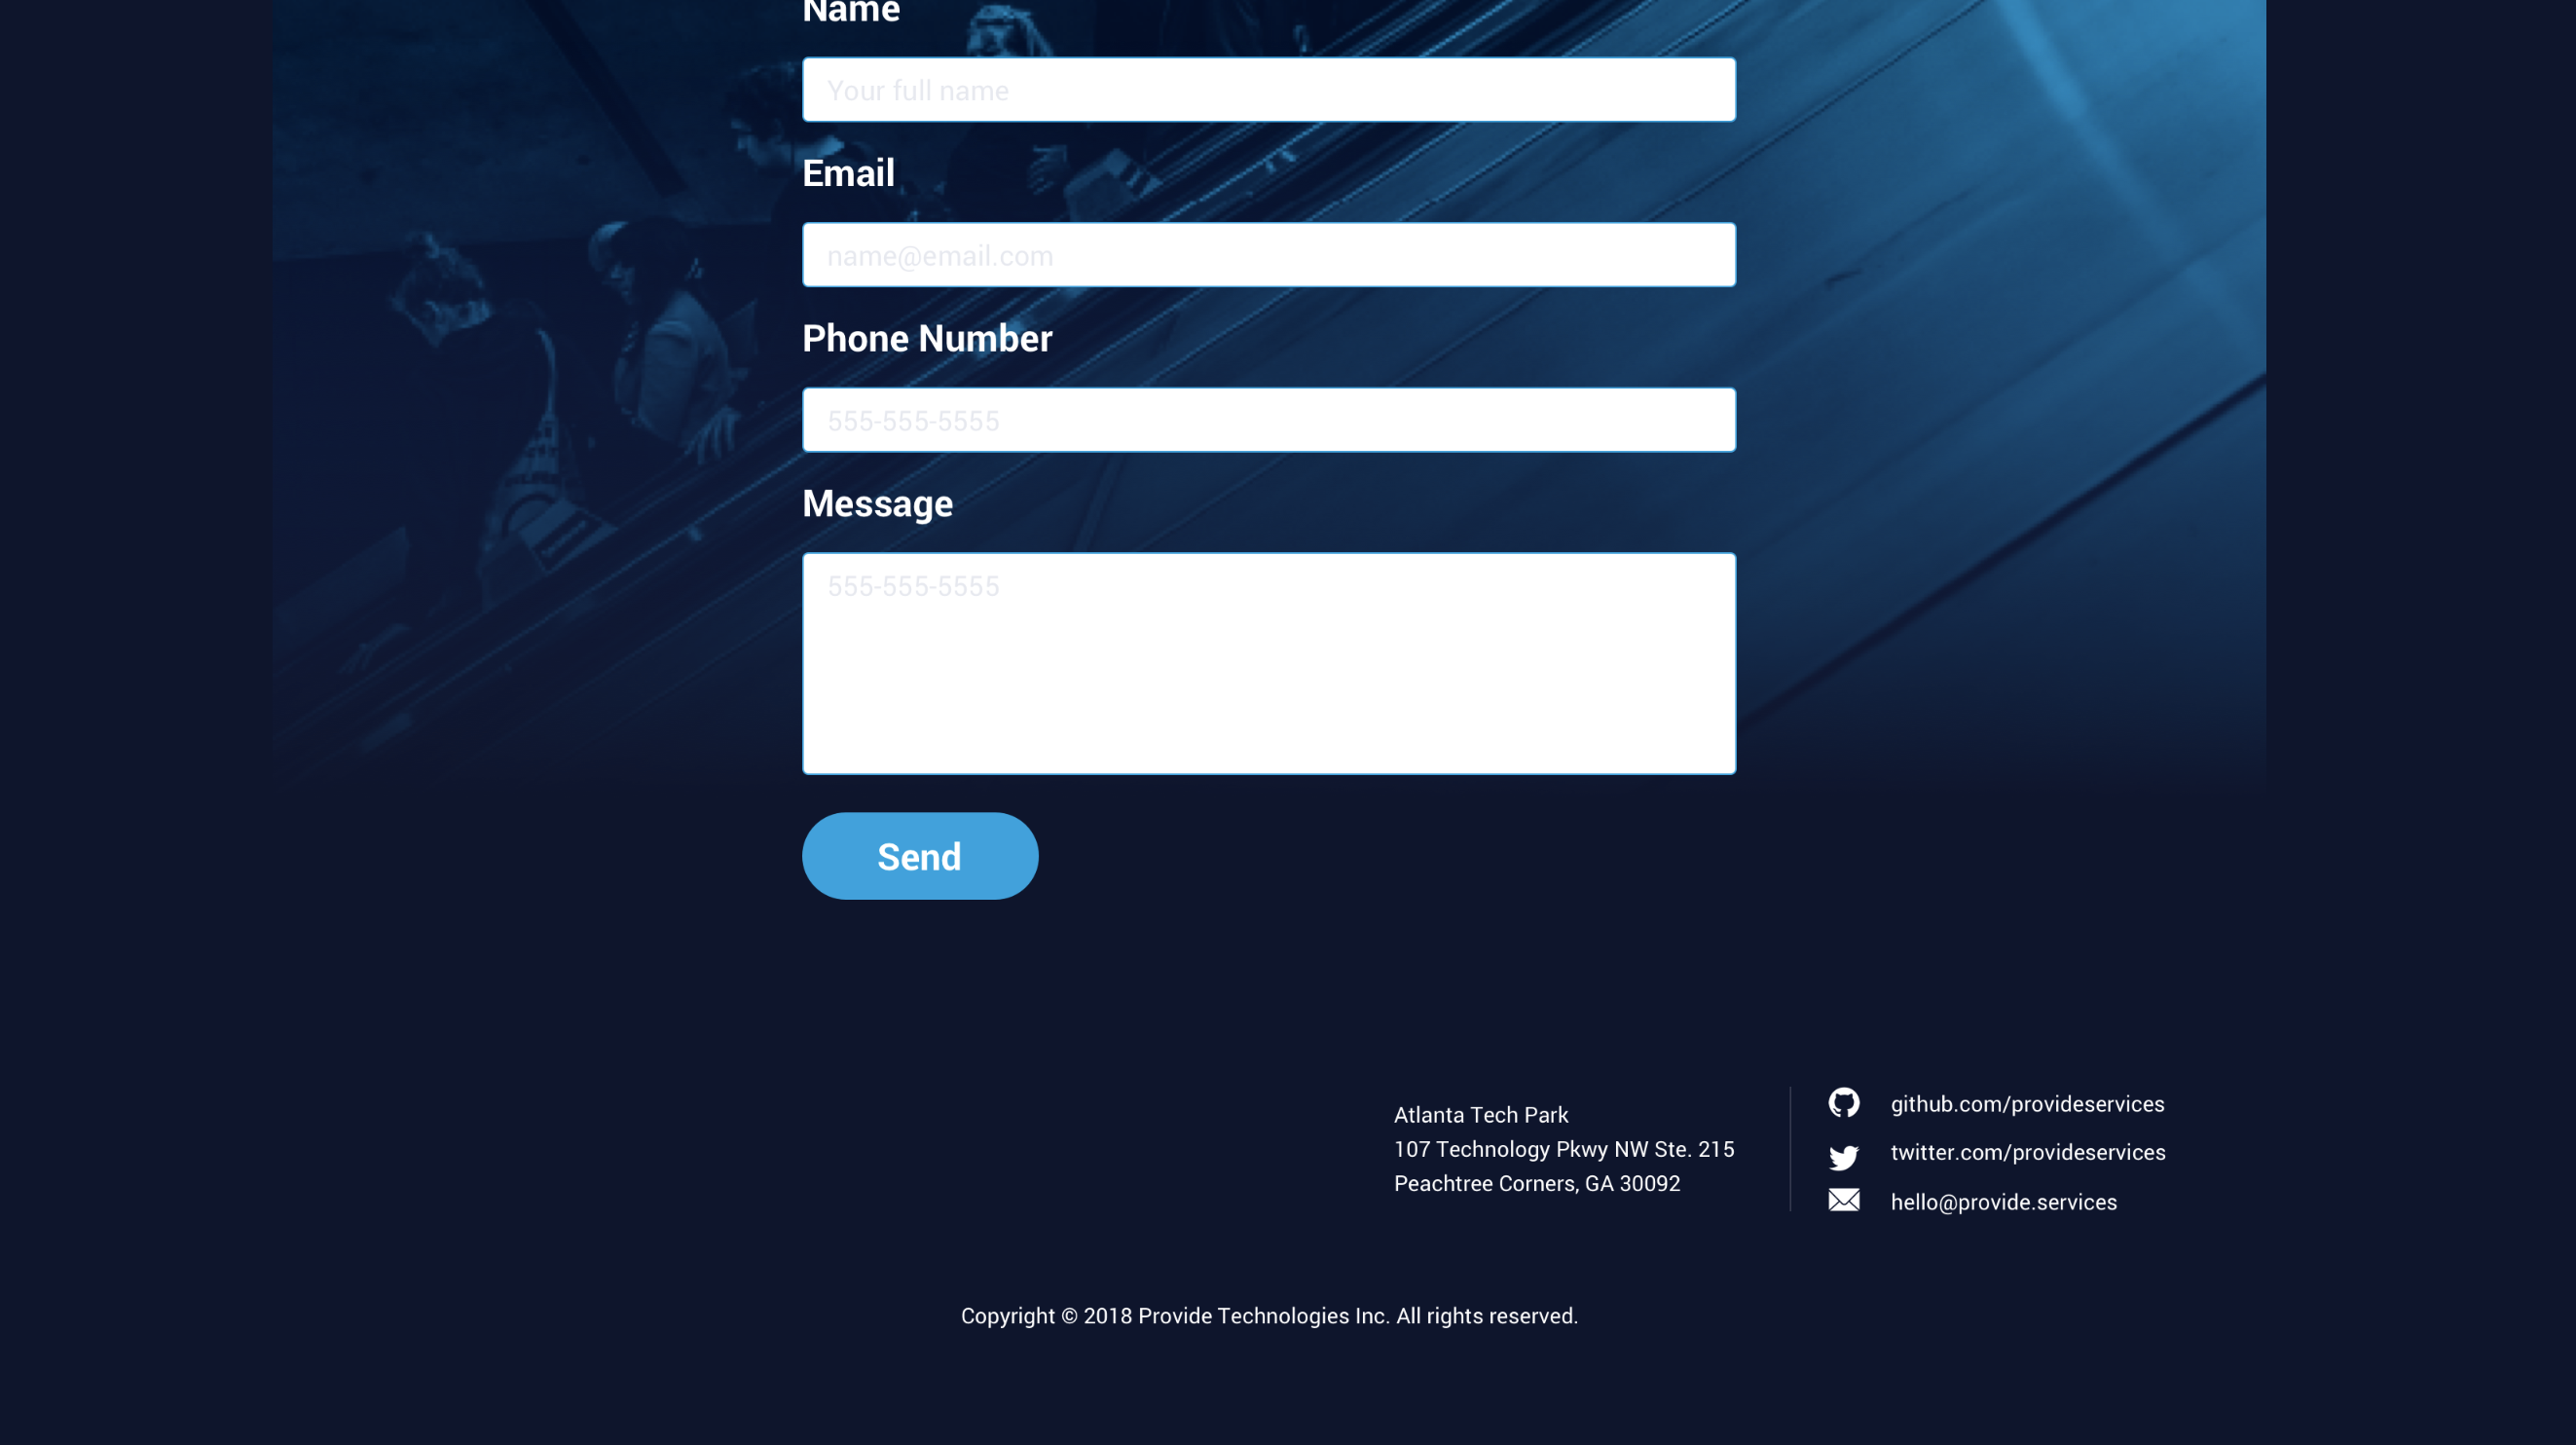 Name
Your full name
Email
name@email.com
Phone Number
555-555-5555
Message
555-555-5555
Send
Atlanta Tech Park
107 Technology Pkwy NW Ste. 215
Peachtree Corners, GA 30092
github.com/provideservices
twitter.com/provideservices
hello@provide.services
Copyright © 2018 Provide Technologies Inc. All rights reserved.